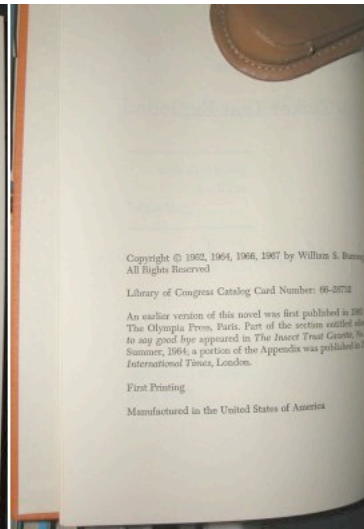 Copyright © 1962, 1964, 1966, 1967 by William S.
All Rights Reserved
Library of Congress Catalog Card Number: 66-28712
An earlier version of this novel was first published in
The Olympia Press, Paris. Part of the section entitled
to say good bye appeared in The Insect Trust Gazette,
Summer, 1964; a portion of the Appendix was published in
International Times, London.
First Printing
Manufactured in the United States of America